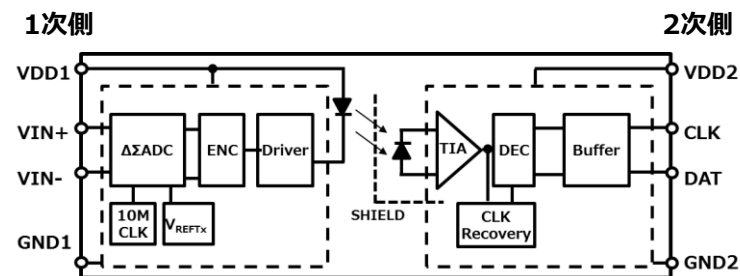 1次側
2次側
VDD1
VDD2
VIN+
ΔΣADC
ENC
Driver
TIA
DEC
Buffer
CLK
VIN-
DAT
10M
CLK
VREFTx
SHIELD
CLK
Recovery
GND1
GND2